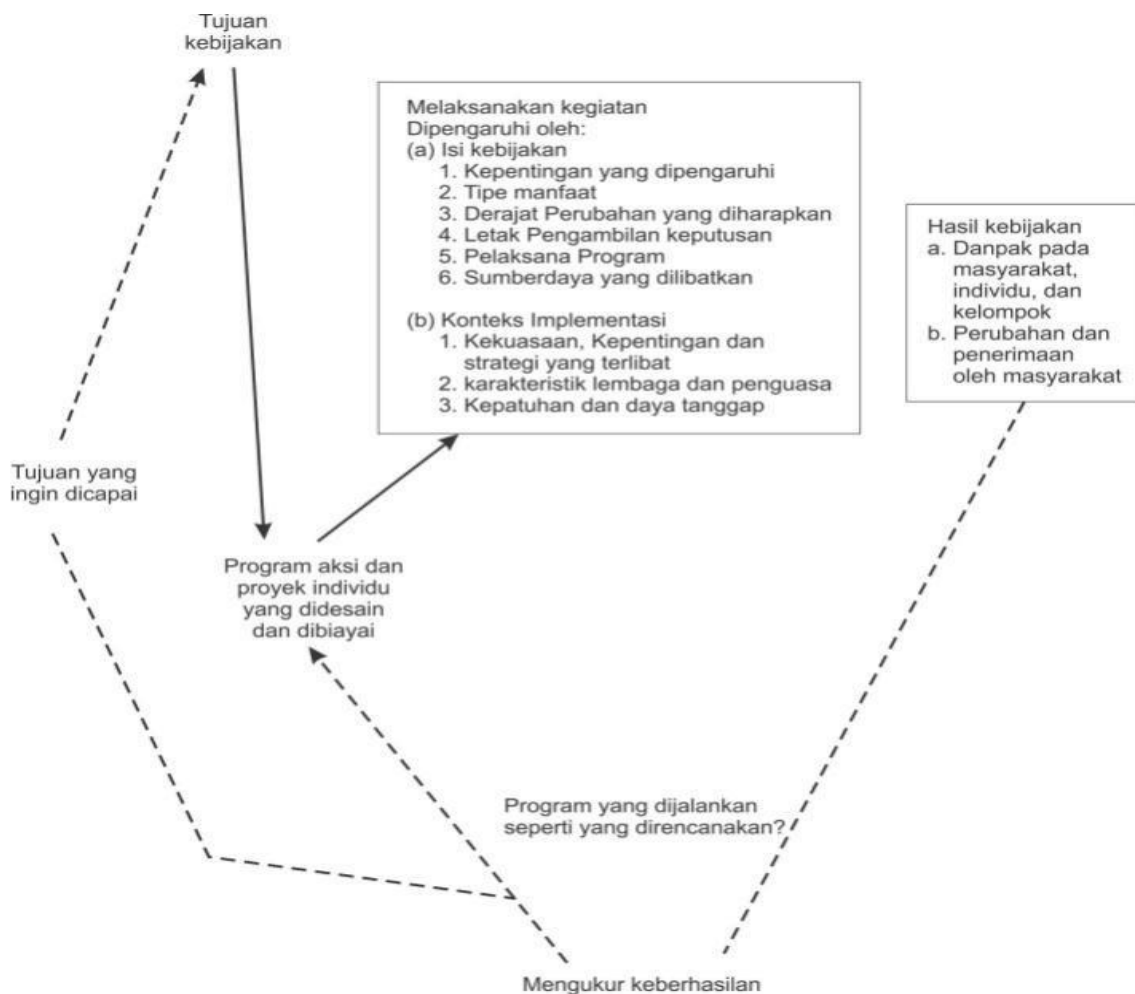 Tujuan
kebijakan
Melaksanakan kegiatan
Dipengaruhi oleh:
(a) Isi kebijakan
1. Kepentingan yang dipengaruhi
2. Tipe manfaat
3. Derajat Perubahan yang diharapkan
4. Letak Pengambilan keputusan
5. Pelaksana Program
6. Sumberdaya yang dilibatkan
(b) Konteks Implementasi
1. Kekuasaan, Kepentingan dan
strategi yang terlibat
2. karakteristik lembaga dan penguasa
3. Kepatuhan dan daya tanggap
Hasil kebijakan
a. Danpak pada
masyarakat,
individu, dan
kelompok
b. Perubahan dan
penerimaan
oleh masyarakat
Tujuan yang
ingin dicapai
Program aksi dan
proyek individu
yang didesain
dan dibiayai
Program yang dijalankan
seperti yang direncanakan?
Mengukur keberhasilan